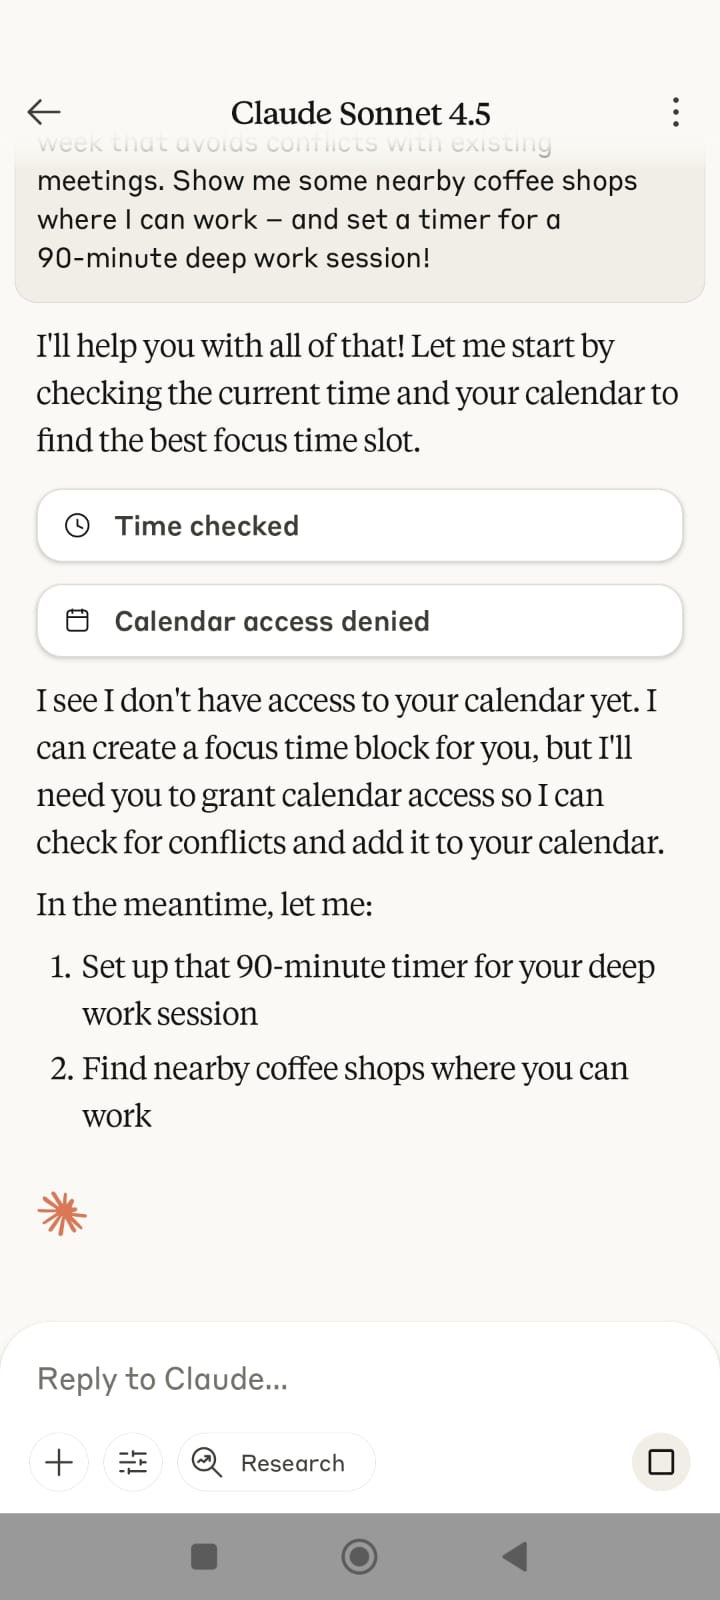 Claude Sonnet 4.5
week that avoids conflicts with existing
meetings. Show me some nearby coffee shops
where I can work – and set a timer for a
90-minute deep work session!
I'll help you with all of that! Let me start by
checking the current time and your calendar to
find the best focus time slot.
Time checked
Calendar access denied
I see I don't have access to your calendar yet. I
can create a focus time block for you, but I'll
need you to grant calendar access so I can
check for conflicts and add it to your calendar.
In the meantime, let me:
1. Set up that 90-minute timer for your deep
work session
2. Find nearby coffee shops where you can
work
Reply to Claude...
Research